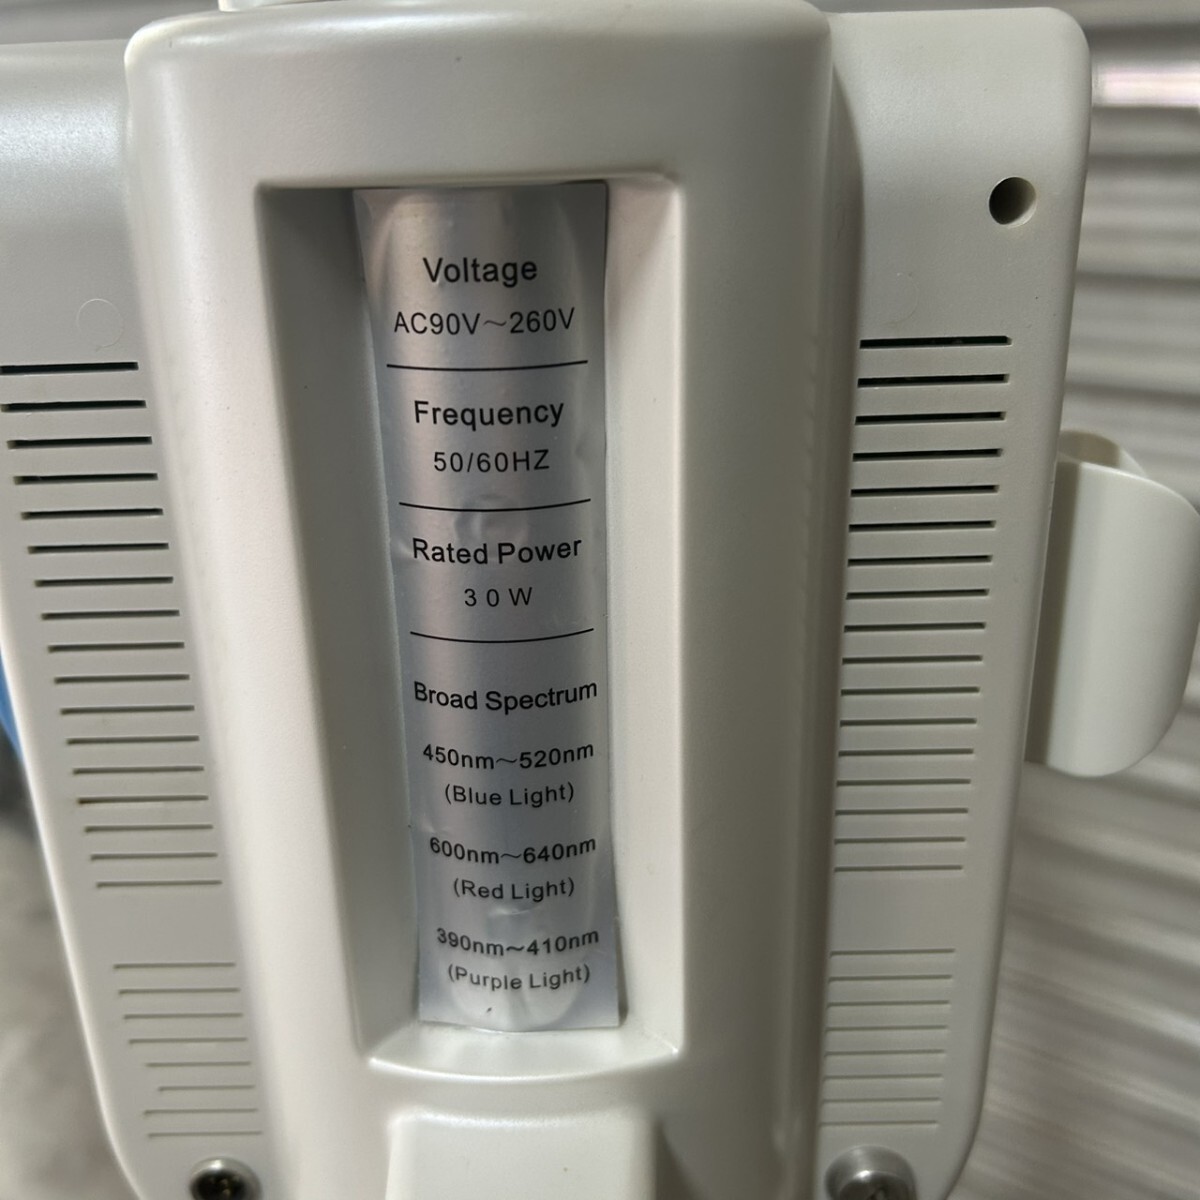 Voltage
AC90V～260V
Frequency
50/60HZ
Rated Power
30W
Broad Spectrum
450nm～520nm
(Blue Light)
600nm～640nm
(Red Light)
390nm～410nm
(Purple Light)